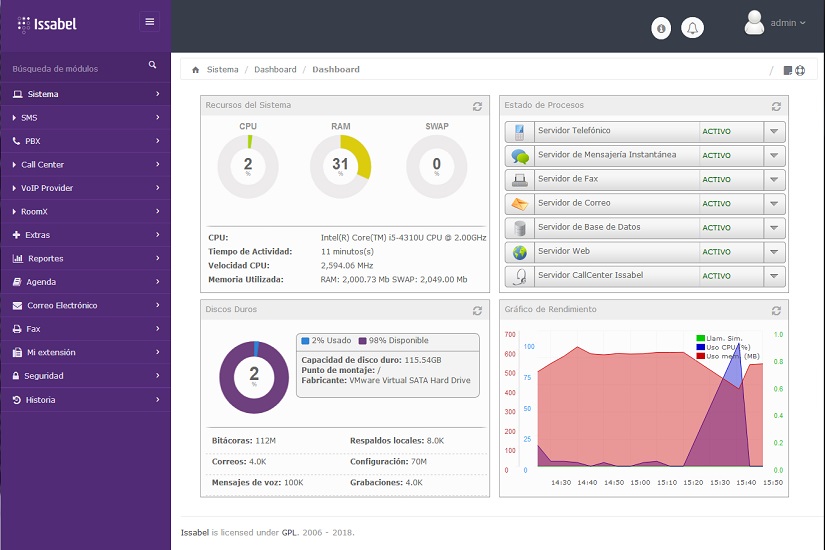 Issabel
admin
Búsqueda de módulos
Sistema
SMS
PBX
Call Center
VoIP Provider
RoomX
Extras
Reportes
Agenda
Correo Electrónico
Fax
Mi extensión
Seguridad
Historia
Sistema / Dashboard / Dashboard
/
Recursos del Sistema
CPU RAM SWAP
2 % 31 % 0 %
CPU: Intel(R) Core(TM) i5-4310U CPU @ 2.00GHz
Tiempo de Actividad: 11 minutos(s)
Velocidad CPU: 2,594.06 MHz
Memoria Utilizada: RAM: 2,000.73 Mb SWAP: 2,049.00 Mb
Estado de Procesos
Servidor Telefónico ACTIVO
Servidor de Mensajería Instantánea ACTIVO
Servidor de Fax ACTIVO
Servidor de Correo ACTIVO
Servidor de Base de Datos ACTIVO
Servidor Web ACTIVO
Servidor CallCenter Issabel ACTIVO
Discos Duros
2 %
2% Usado 98% Disponible
Capacidad de disco duro: 115.54GB
Punto de montaje: /
Fabricante: VMware Virtual SATA Hard Drive
Bitácoras: 112M Respaldos locales: 8.0K
Correos: 4.0K Configuración: 70M
Mensajes de voz: 100K Grabaciones: 4.0K
Gráfico de Rendimiento
Llam. Sim.
Uso CPU (%)
Uso mem. (MB)
700
600
500
400
300
200
100
0
100
75
50
25
0
1.0
0.8
0.6
0.4
0.2
0.0
14:30 14:40 14:50 15:00 15:10 15:20 15:30 15:40 15:50
Issabel is licensed under GPL. 2006 - 2018.